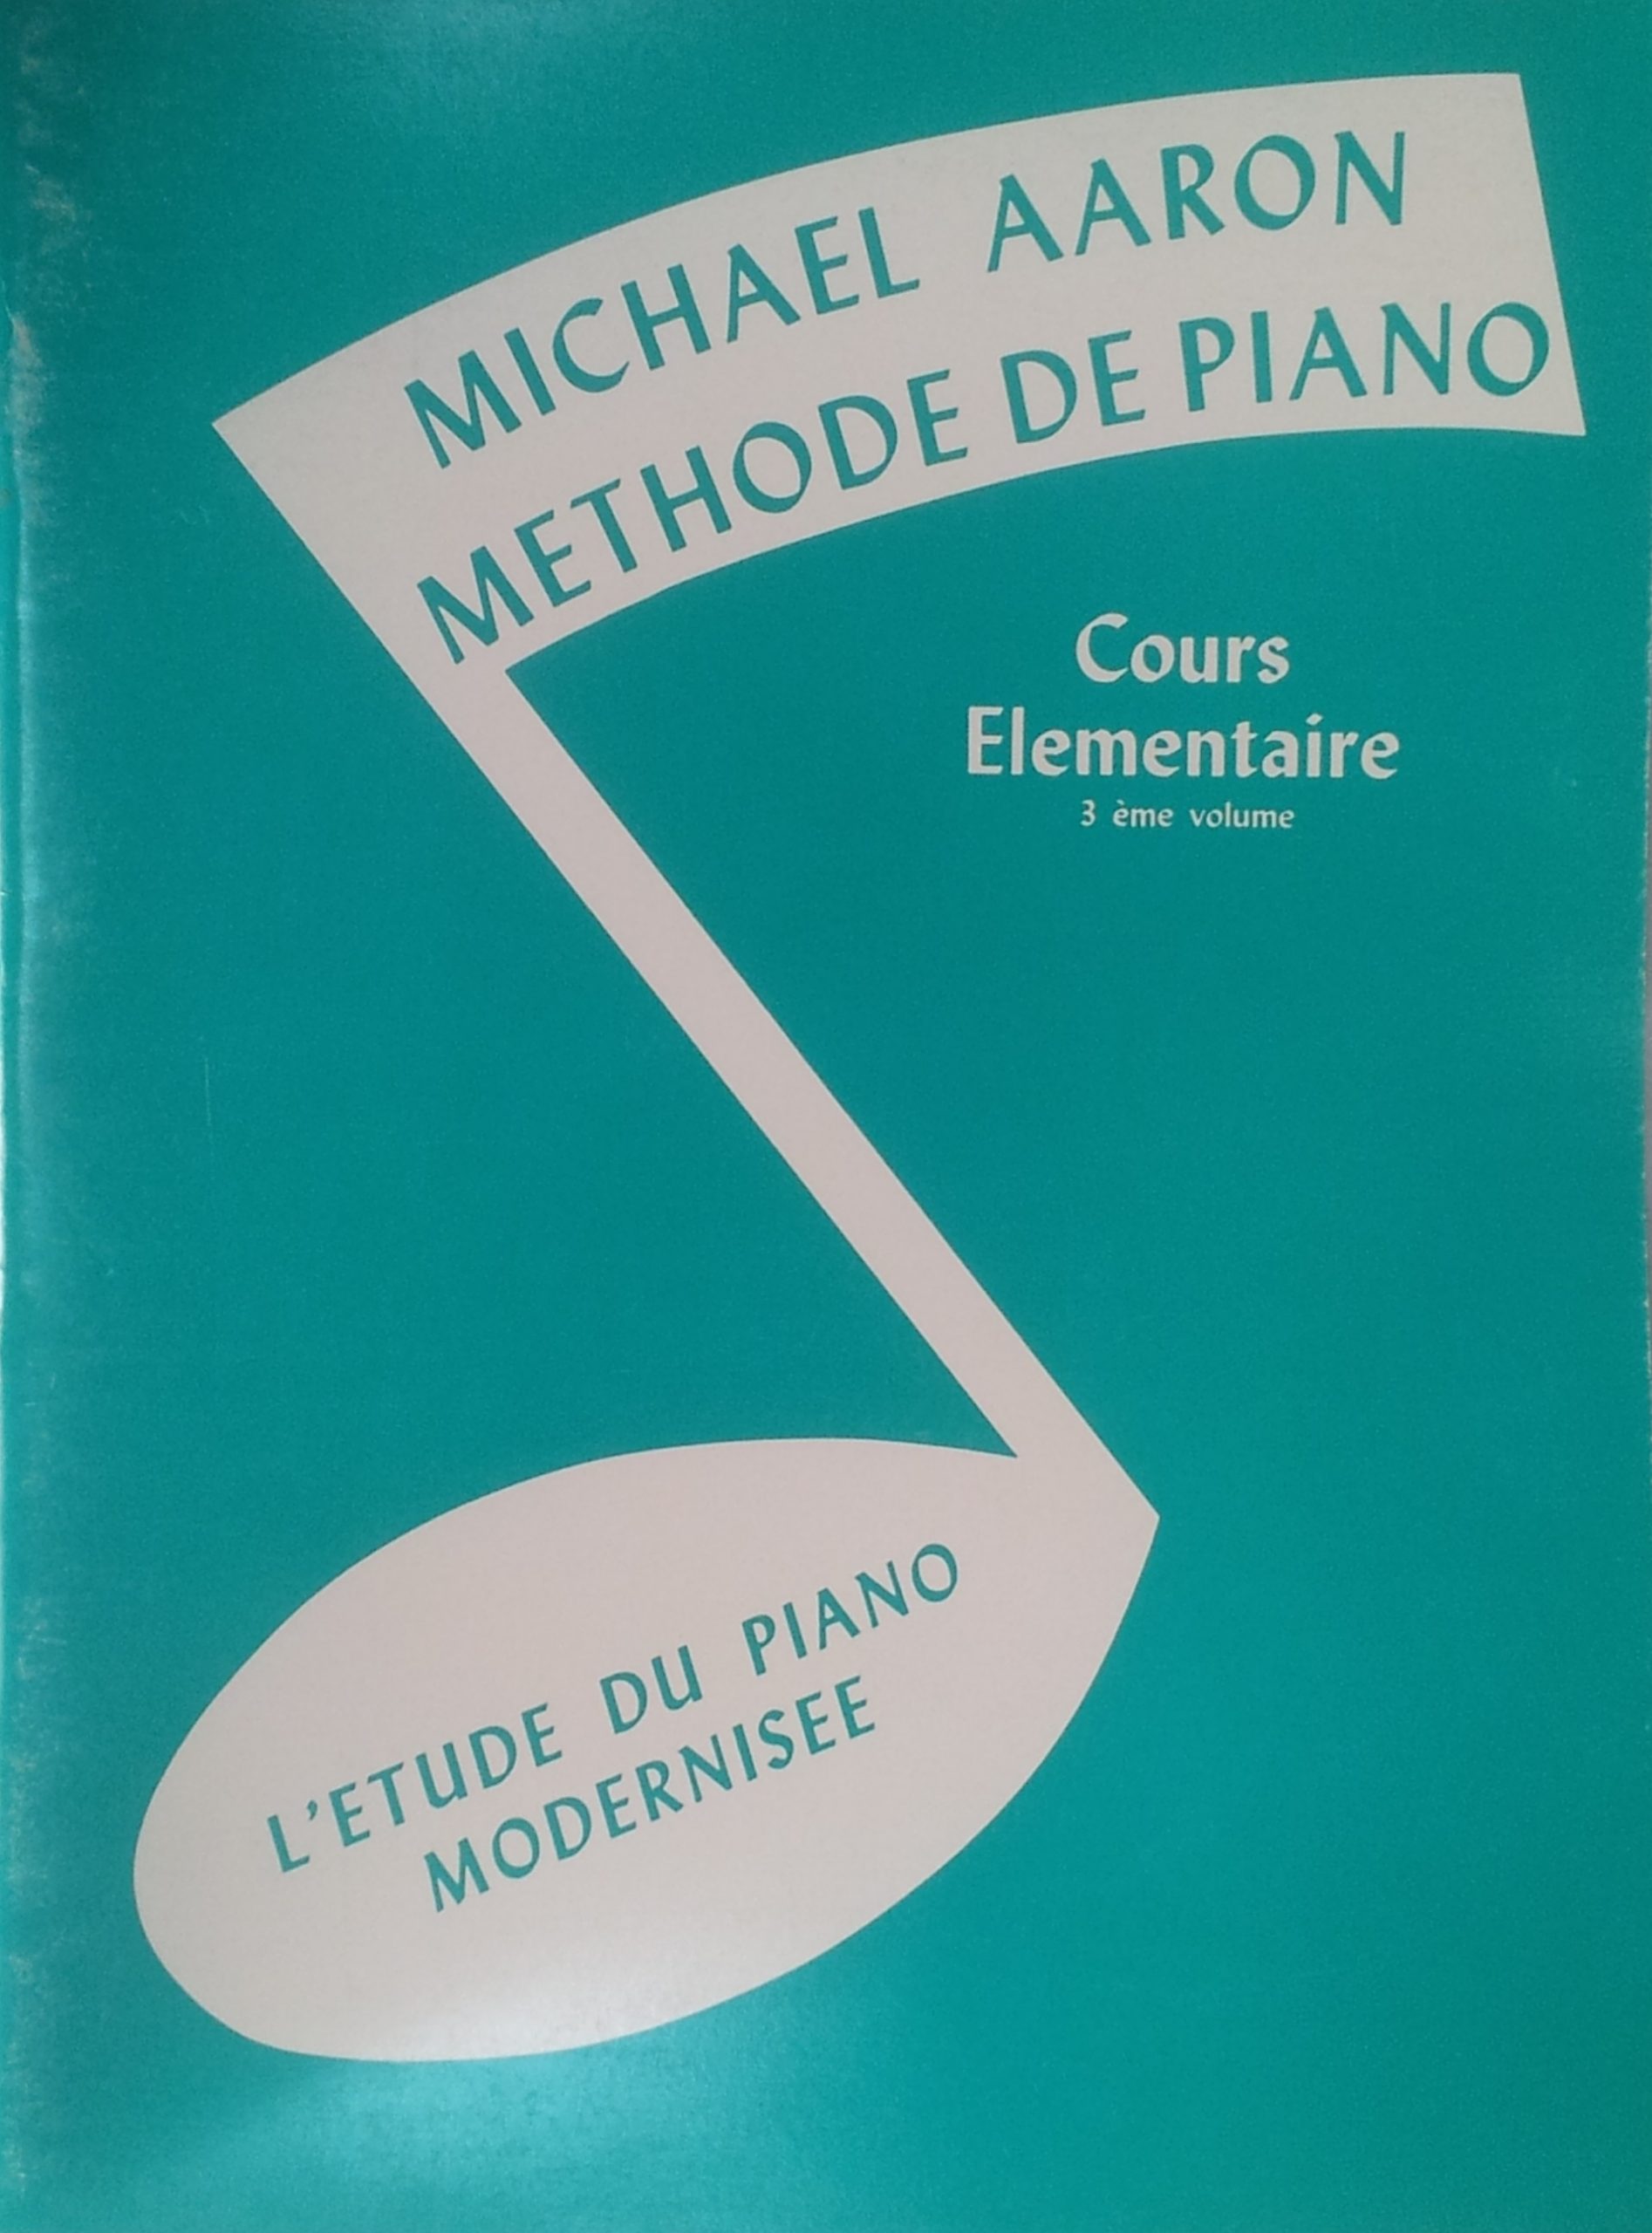 MICHAEL AARON
METHODE DE PIANO
Cours
Elementaire
3 ème volume
L'ETUDE DU PIANO
MODERNISEE